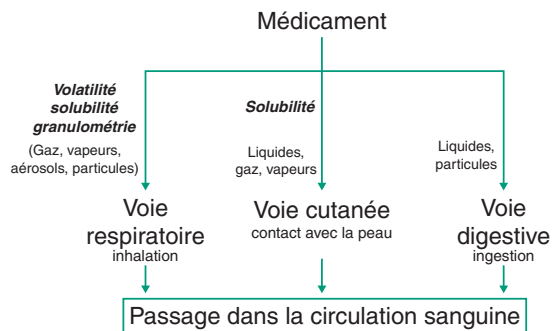 Médicament
Volatilité
solubilité
granulométrie
(Gaz, vapeurs,
aérosols, particules)
Solubilité
Liquides,
gaz, vapeurs
Liquides,
particules
Voie
respiratoire
inhalation
Voie cutanée
contact avec la peau
Voie
digestive
ingestion
Passage dans la circulation sanguine